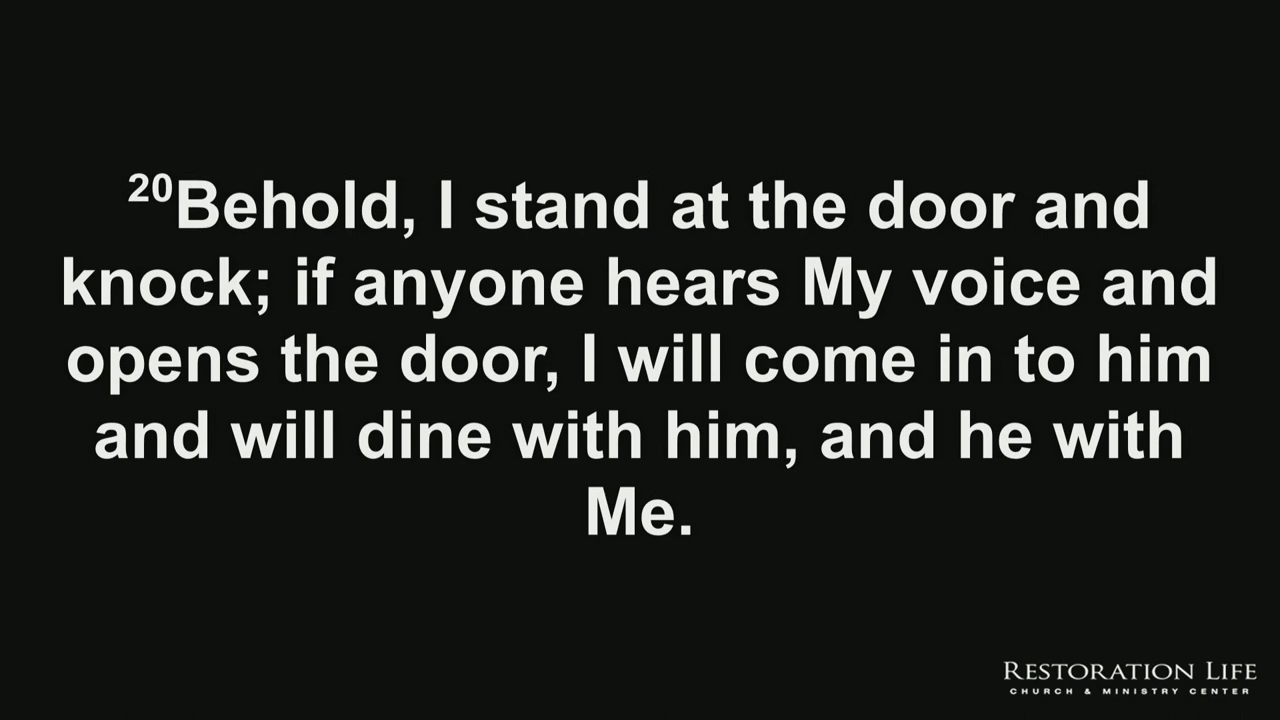 20Behold, I stand at the door and
knock; if anyone hears My voice and
opens the door, I will come in to him
and will dine with him, and he with
Me.
RESTORATION LIFE
CHURCH & MINISTRY CENTER